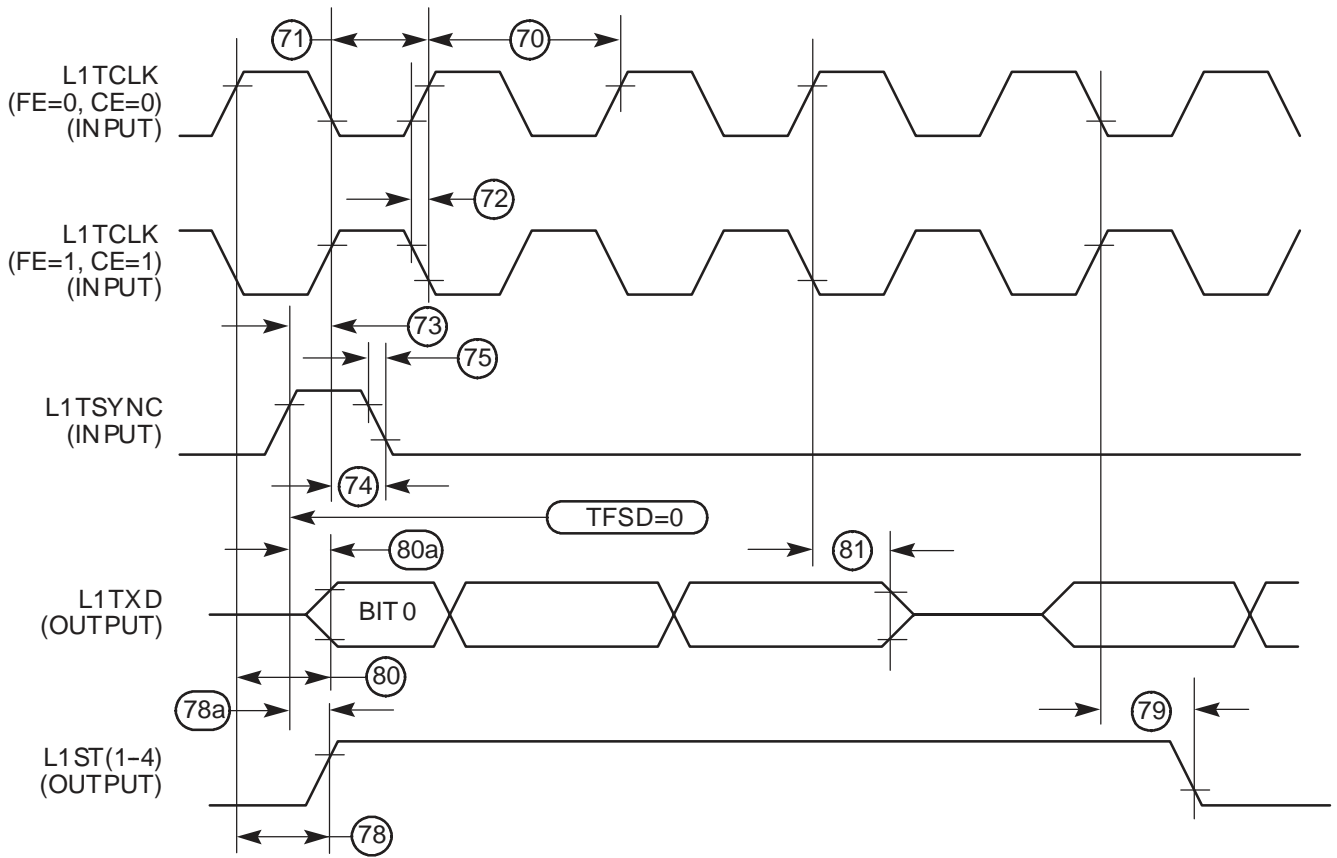 71
70
L1TCLK
(FE=0, CE=0)
(INPUT)
72
L1TCLK
(FE=1, CE=1)
(INPUT)
73
75
L1TSYNC
(INPUT)
74
TFSD=0
80a
81
L1TXD
(OUTPUT)
BIT 0
80
78a
79
L1ST(1-4)
(OUTPUT)
78